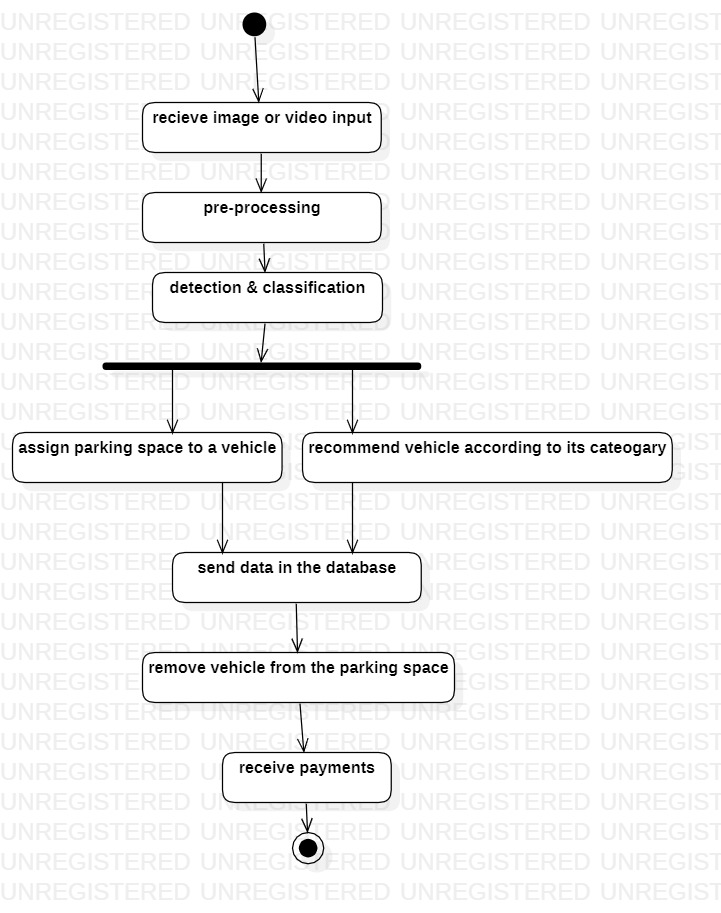 recieve image or video input
pre-processing
detection & classification
assign parking space to a vehicle
recommend vehicle according to its cateogary
send data in the database
remove vehicle from the parking space
receive payments
UNREGISTERED